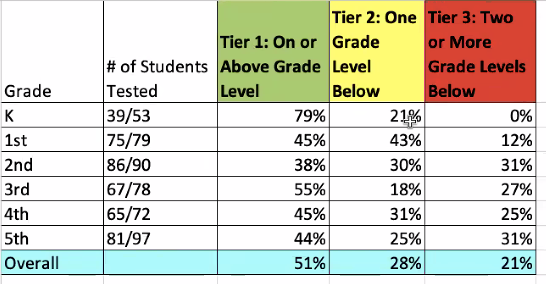 Grade # of Students Tested Tier 1: On or Above Grade Level Tier 2: One Grade Level Below Tier 3: Two or More Grade Levels Below
K 39/53 79% 21% 0%
1st 75/79 45% 43% 12%
2nd 86/90 38% 30% 31%
3rd 67/78 55% 18% 27%
4th 65/72 45% 31% 25%
5th 81/97 44% 25% 31%
Overall 51% 28% 21%